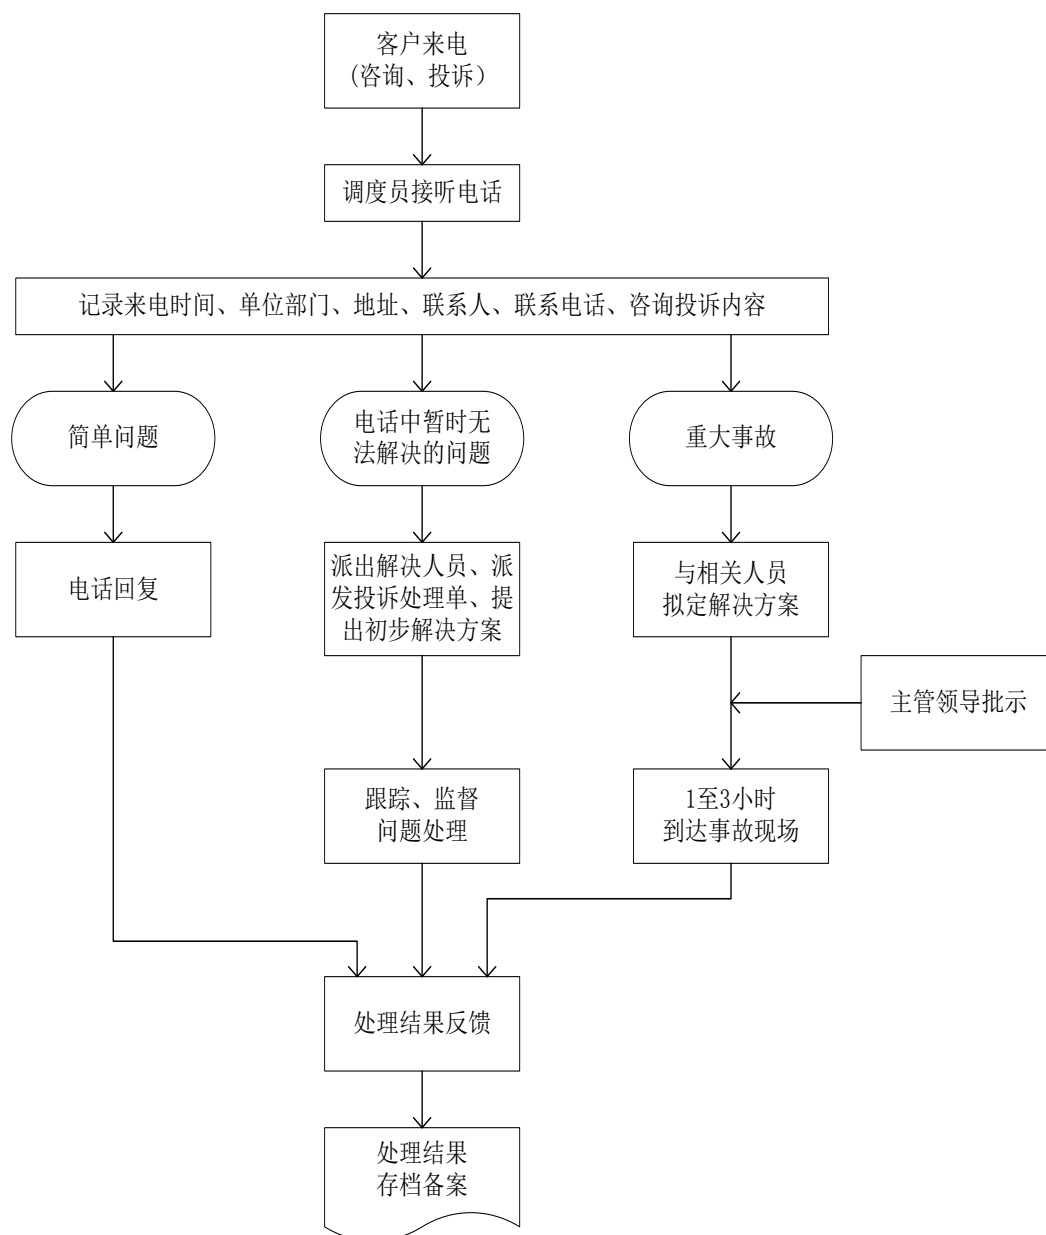 客户来电
(咨询、投诉）
调度员接听电话
记录来电时间、单位部门、地址、联系人、联系电话、咨询投诉内容
简单问题
电话中暂时无
法解决的问题
重大事故
电话回复
派出解决人员、派
发投诉处理单、提
出初步解决方案
与相关人员
拟定解决方案
主管领导批示
跟踪、监督
问题处理
1至3小时
到达事故现场
处理结果反馈
处理结果
存档备案